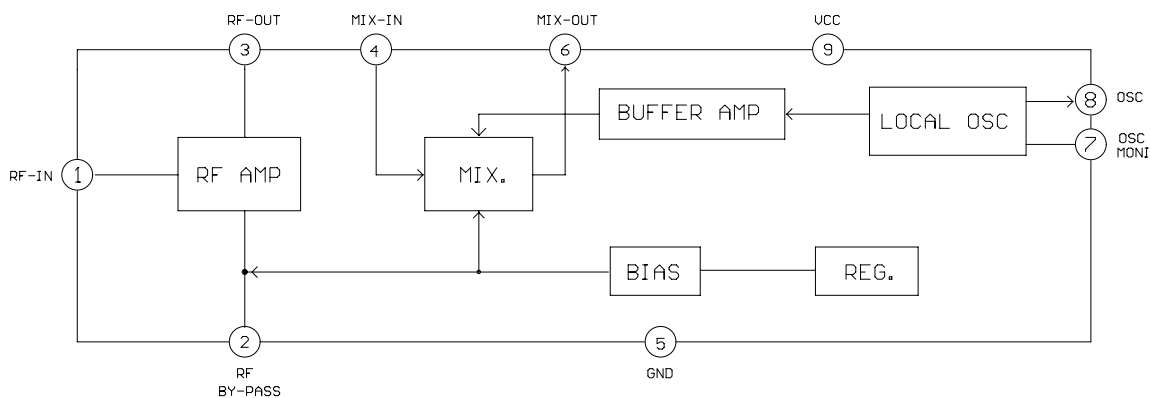 RF-OUT MIX-IN MIX-OUT VCC
3 4 6 9
8 OSC
BUFFER AMP LOCAL OSC
7 OSC
MONI
RF-IN 1 RF AMP MIX.
BIAS REG.
2 5
RF GND
BY-PASS